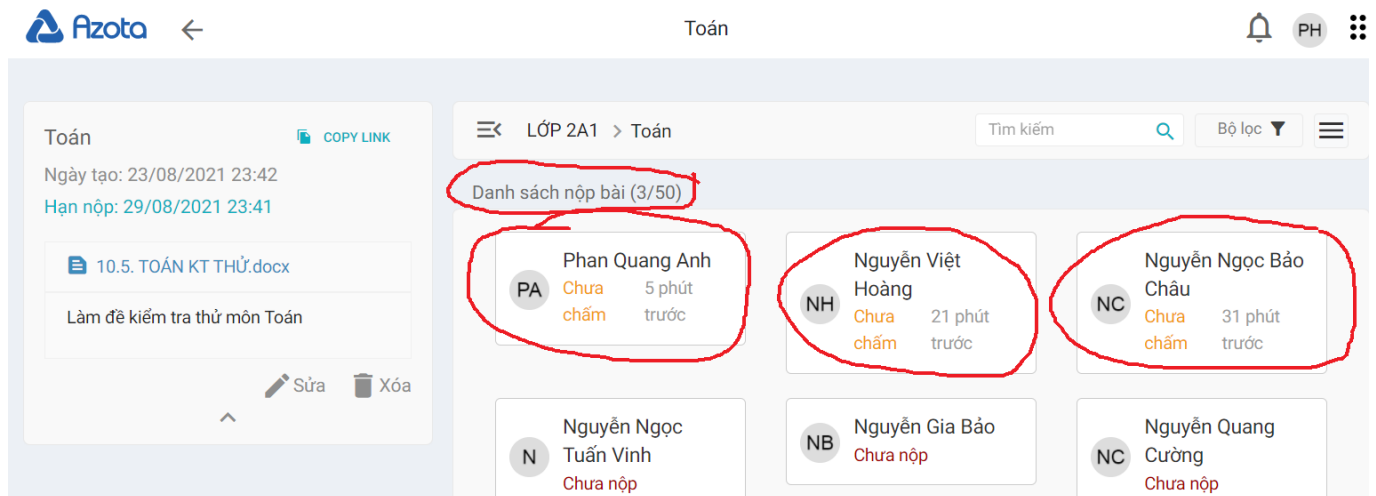 Azota
Toán
PH
Toán
COPY LINK
Ngày tạo: 23/08/2021 23:42
Hạn nộp: 29/08/2021 23:41
10.5. TOÁN KT THỬ.docx
Làm đề kiểm tra thử môn Toán
Sửa
Xóa
LỚP 2A1 > Toán
Tìm kiếm
Bộ lọc
Danh sách nộp bài (3/50)
PA
Phan Quang Anh
Chưa chấm
5 phút trước
NH
Nguyễn Việt
Hoàng
Chưa chấm
21 phút trước
NC
Nguyễn Ngọc Bảo
Châu
Chưa chấm
31 phút trước
N
Nguyễn Ngọc
Tuấn Vinh
Chưa nộp
NB
Nguyễn Gia Bảo
Chưa nộp
NC
Nguyễn Quang
Cường
Chưa nộp